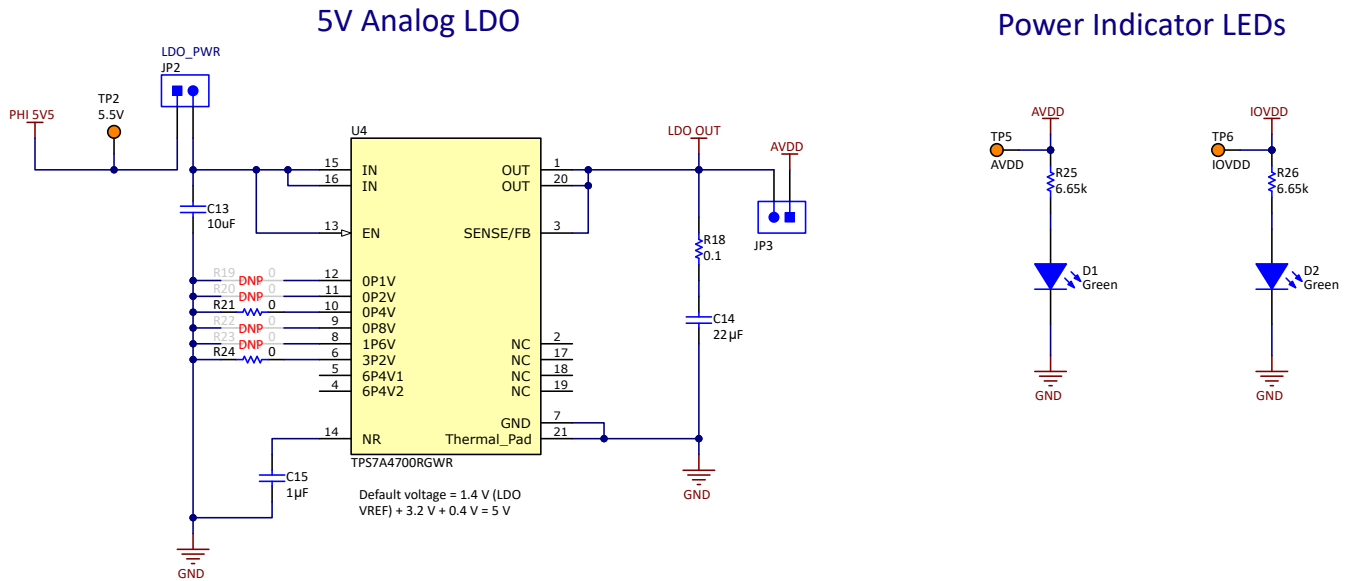 5V Analog LDO
Power Indicator LEDs
LDO_PWR
JP2
TP2
5.5V
PHI 5V5
U4
15 IN
16 IN
13 EN
12 0P1V
11 0P2V
10 0P4V
9 0P8V
8 1P6V
6 3P2V
5 6P4V1
4 6P4V2
14 NR
OUT 1
OUT 20
SENSE/FB 3
NC 2
NC 17
NC 18
NC 19
GND 7
Thermal_Pad 21
TPS7A4700RGWR
C13
10uF
R19 DNP 0
R20 DNP 0
R21 0
R22 DNP 0
R23 DNP 0
R24 0
C15
1µF
GND
Default voltage = 1.4 V (LDO
VREF) + 3.2 V + 0.4 V = 5 V
LDO OUT
AVDD
JP3
R18
0.1
C14
22µF
GND
AVDD
TP5
AVDD
R25
6.65k
D1
Green
GND
IOVDD
TP6
IOVDD
R26
6.65k
D2
Green
GND